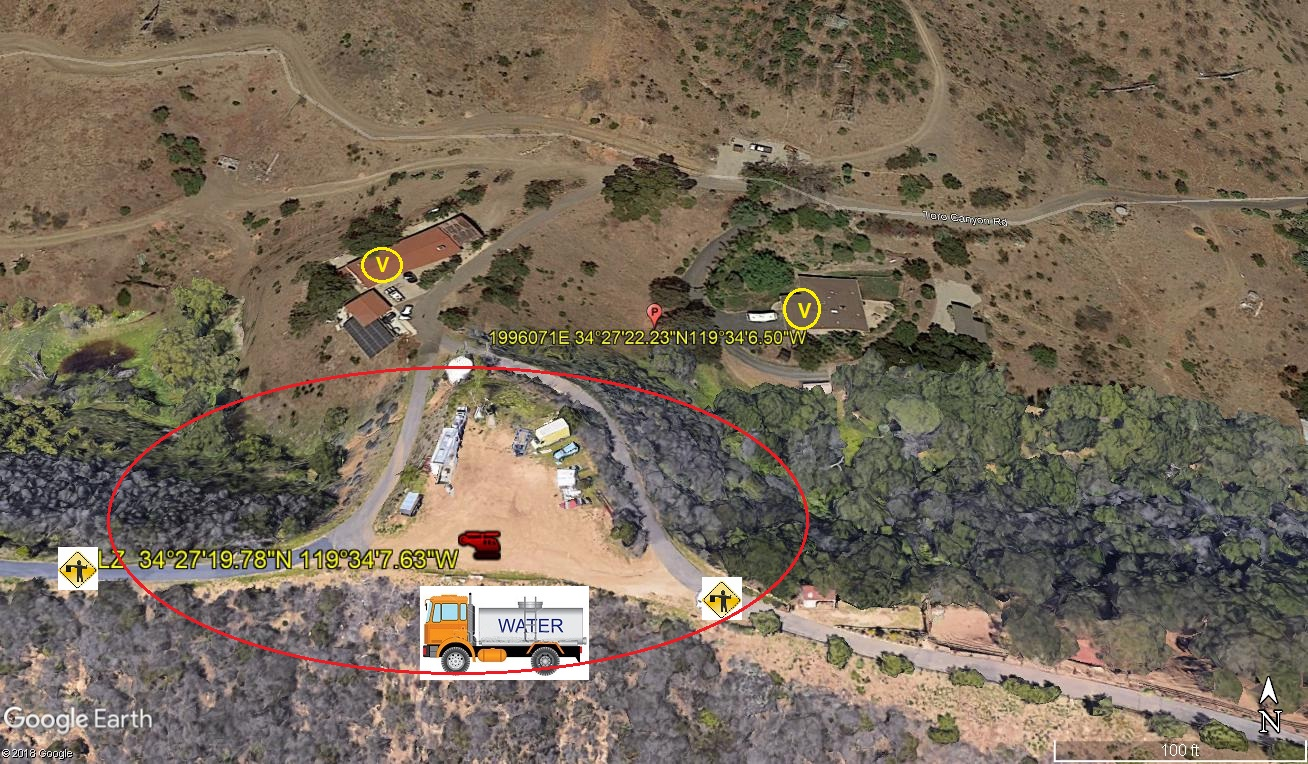 Toro Canyon Rd
V
V
P
1996071E 34°27'22.23"N119°34'6.50"W
LZ 34°27'19.78"N 119°34'7.63"W
WATER
Google Earth
N
© 2018 Google
100 ft